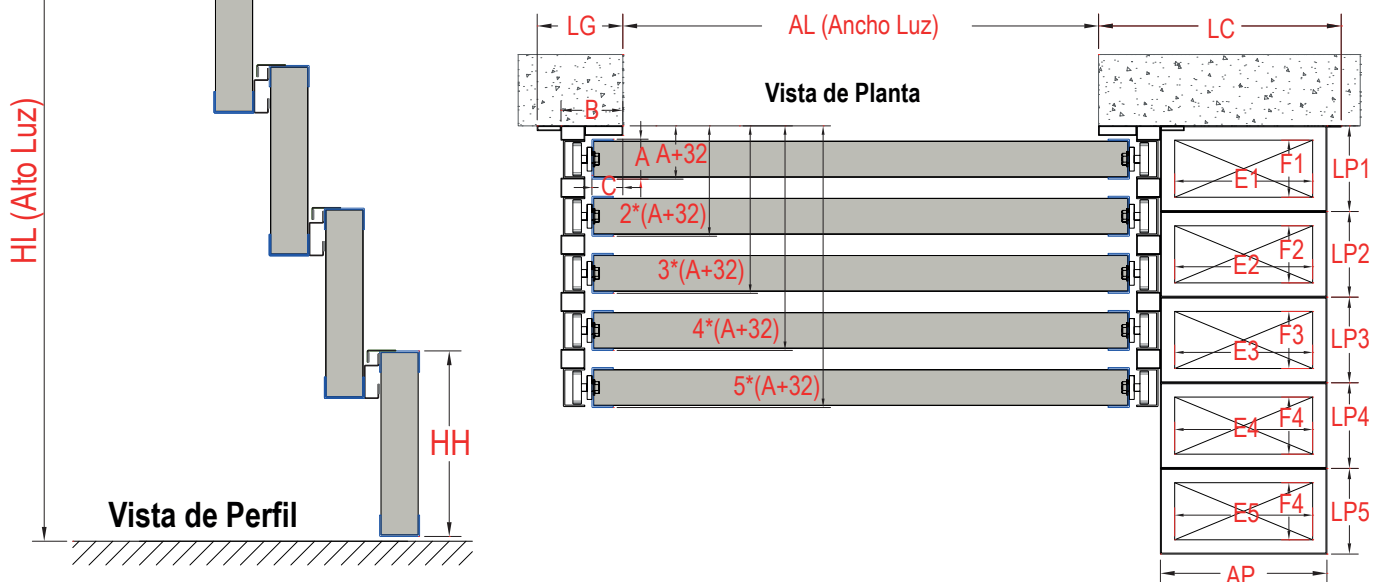 HL (Alto Luz)
HH
Vista de Perfil
LG
AL (Ancho Luz)
LC
Vista de Planta
B
A
A+32
C
2*(A+32)
3*(A+32)
4*(A+32)
5*(A+32)
E1
F1
LP1
E2
F2
LP2
E3
F3
LP3
E4
F4
LP4
E5
F4
LP5
AP